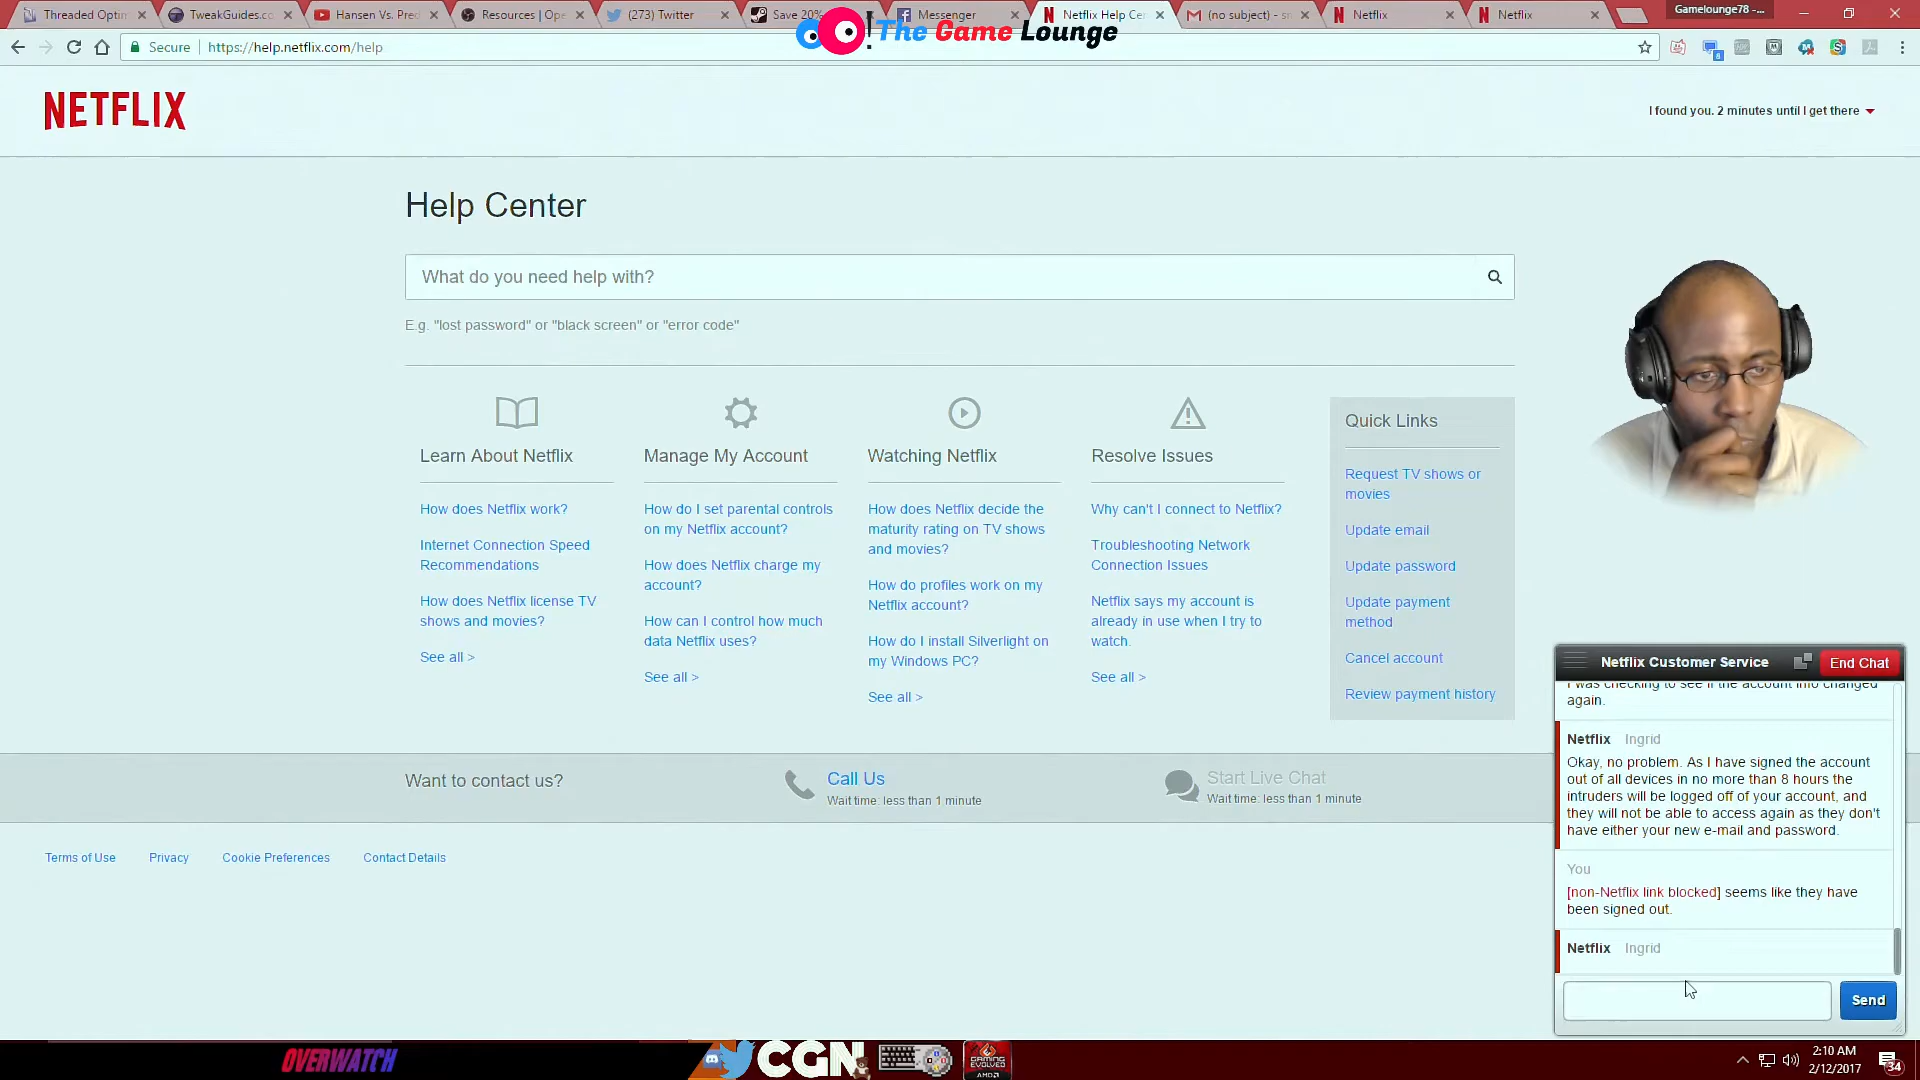 Threaded Optim
TweakGuides.co
Hansen Vs. Pred
Resources | Ope
(273) Twitter
Save 20%
Messenger
Netflix Help Cen
(no subject) - sn
Netflix
Netflix
Gamelounge78 -...
! The Game Lounge
Secure
https://help.netflix.com/help
NETFLIX
I found you. 2 minutes until I get there
Help Center
What do you need help with?
E.g. "lost password" or "black screen" or "error code"
Learn About Netflix
How does Netflix work?
Internet Connection Speed
Recommendations
How does Netflix license TV
shows and movies?
See all >
Manage My Account
How do I set parental controls
on my Netflix account?
How does Netflix charge my
account?
How can I control how much
data Netflix uses?
See all >
Watching Netflix
How does Netflix decide the
maturity rating on TV shows
and movies?
How do profiles work on my
Netflix account?
How do I install Silverlight on
my Windows PC?
See all >
Resolve Issues
Why can't I connect to Netflix?
Troubleshooting Network
Connection Issues
Netflix says my account is
already in use when I try to
watch.
See all >
Quick Links
Request TV shows or
movies
Update email
Update password
Update payment
method
Cancel account
Review payment history
Want to contact us?
Call Us
Wait time: less than 1 minute
Start Live Chat
Wait time: less than 1 minute
Terms of Use
Privacy
Cookie Preferences
Contact Details
Netflix Customer Service
End Chat
I was checking to see if the account info changed
again.
Netflix Ingrid
Okay, no problem. As I have signed the account
out of all devices in no more than 8 hours the
intruders will be logged off of your account, and
they will not be able to access again as they don't
have either your new e-mail and password.
You
[non-Netflix link blocked] seems like they have
been signed out.
Netflix Ingrid
Send
OVERWATCH
CGN
GAMING
EVOLVED
AMD
2:10 AM
2/12/2017
34